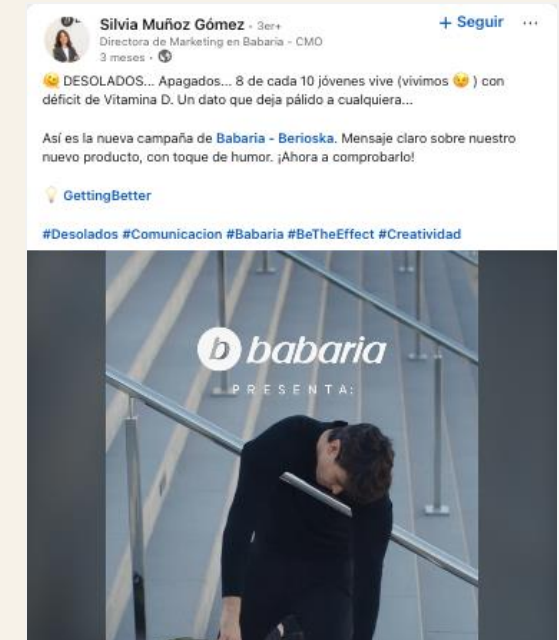 Silvia Muñoz Gómez · 3er+
+ Seguir ···
Directora de Marketing en Babaria - CMO
3 meses ·
🫠 DESOLADOS... Apagados... 8 de cada 10 jóvenes vive (vivimos 😉 ) con
déficit de Vitamina D. Un dato que deja pálido a cualquiera...
Así es la nueva campaña de Babaria - Berioska. Mensaje claro sobre nuestro
nuevo producto, con toque de humor. ¡Ahora a comprobarlo!
💡 GettingBetter
#Desolados #Comunicacion #Babaria #BeTheEffect #Creatividad
b babaria
PRESENTA: